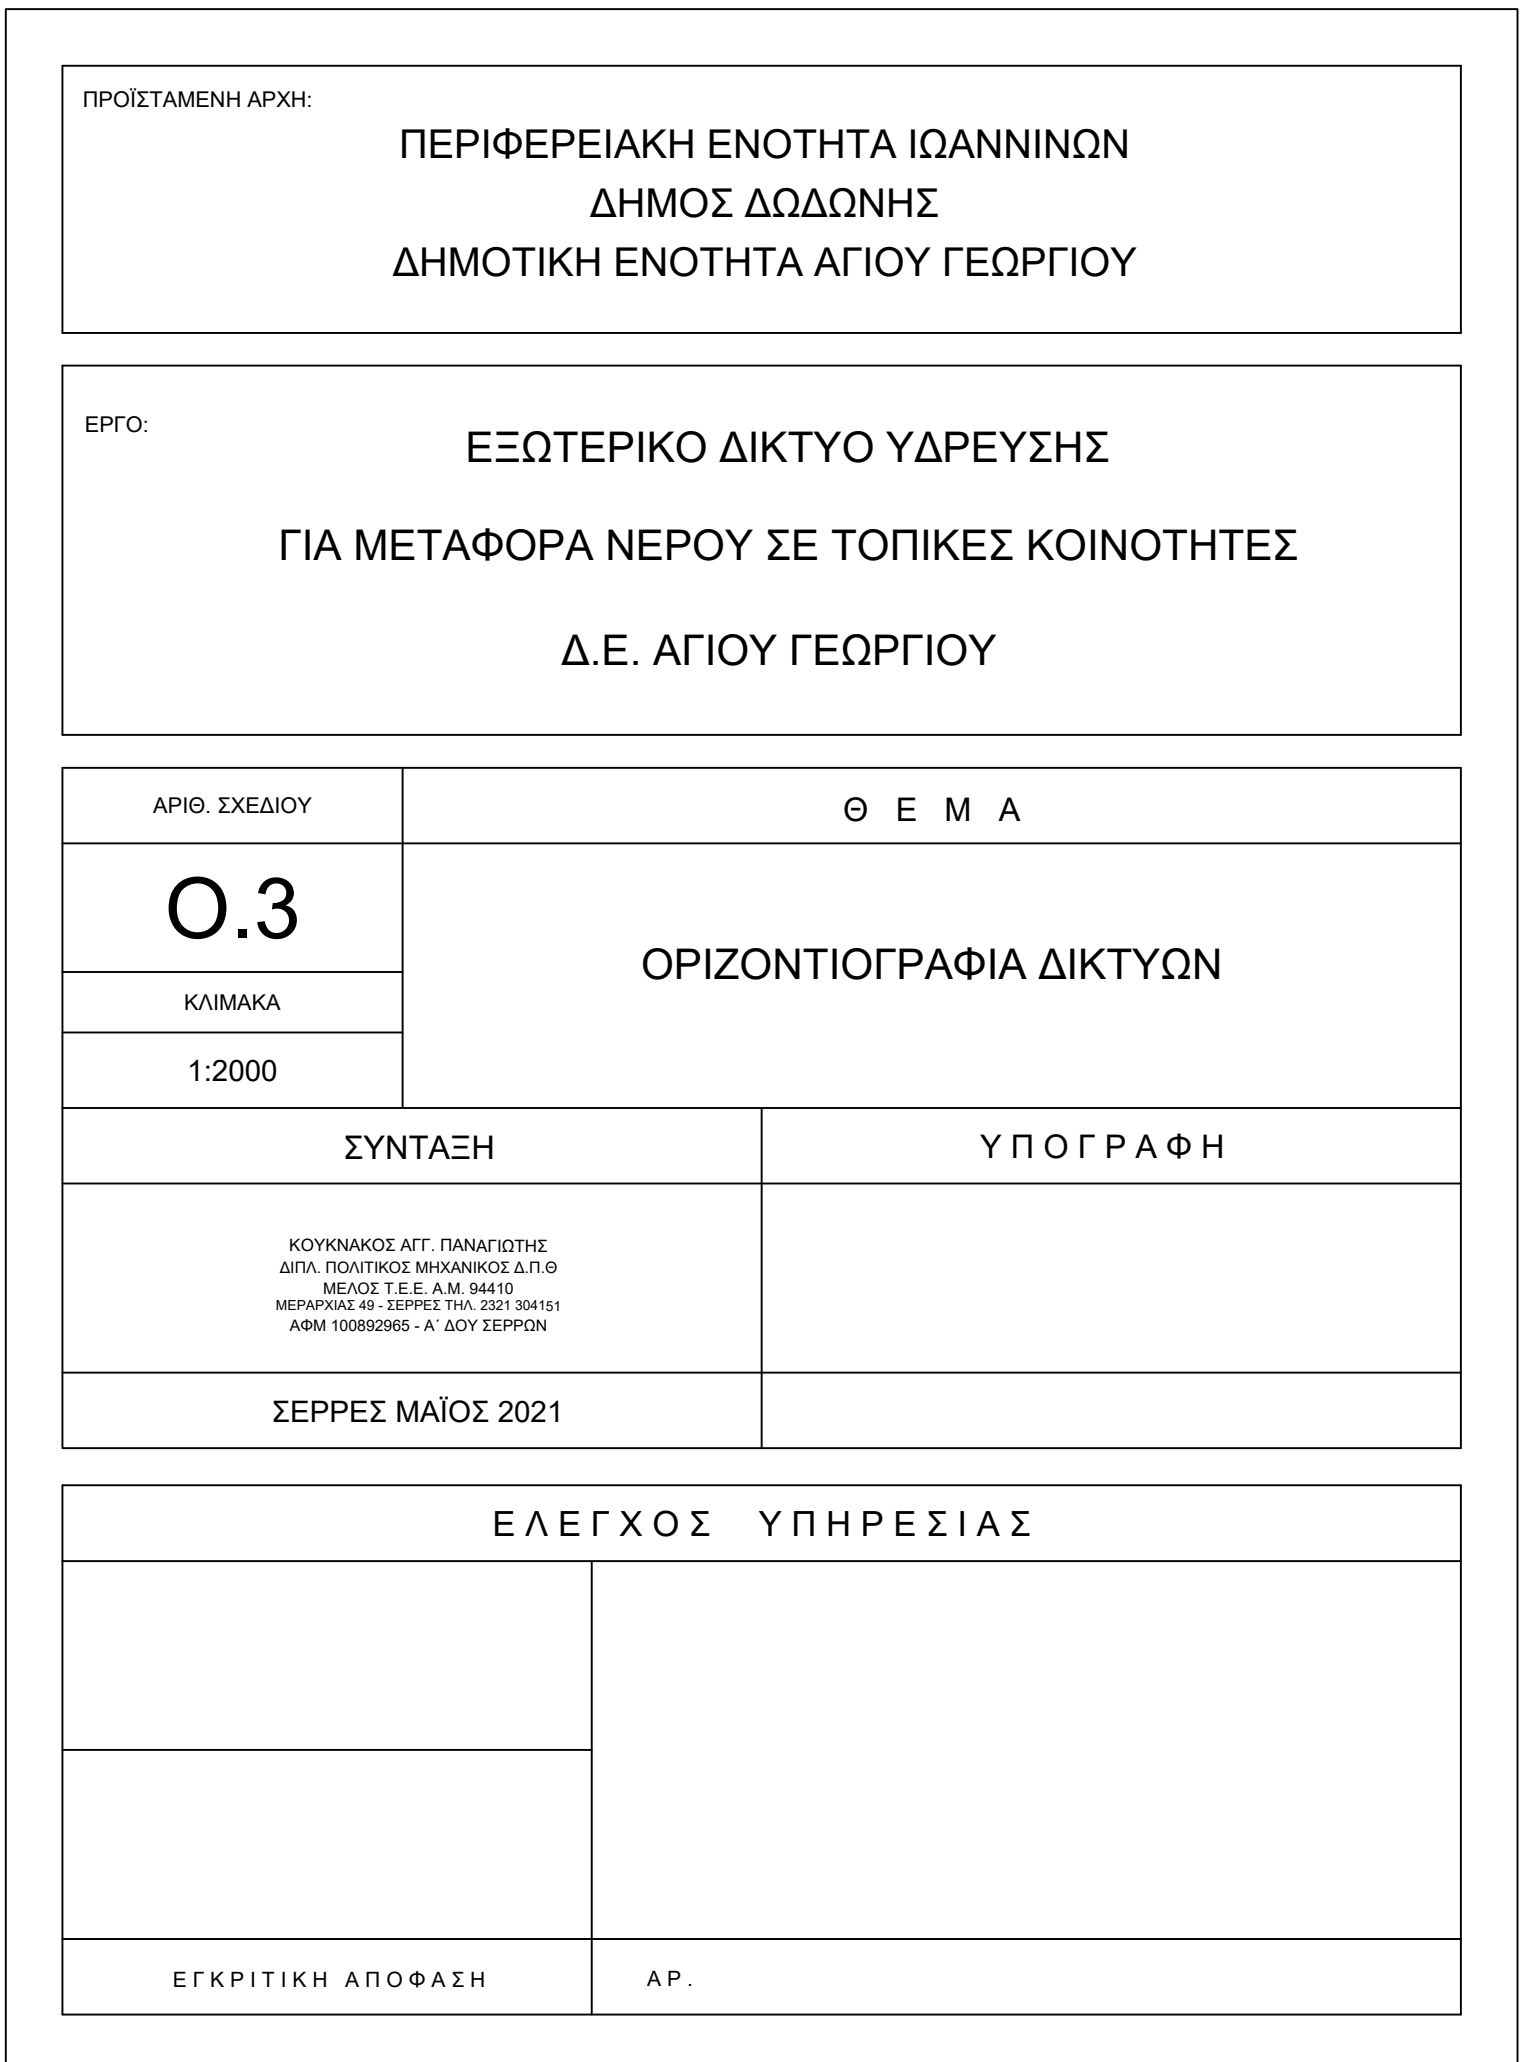 ΠΡΟΪΣΤΑΜΕΝΗ ΑΡΧΗ:
ΠΕΡΙΦΕΡΕΙΑΚΗ ΕΝΟΤΗΤΑ ΙΩΑΝΝΙΝΩΝ
ΔΗΜΟΣ ΔΩΔΩΝΗΣ
ΔΗΜΟΤΙΚΗ ΕΝΟΤΗΤΑ ΑΓΙΟΥ ΓΕΩΡΓΙΟΥ
ΕΡΓΟ:
ΕΞΩΤΕΡΙΚΟ ΔΙΚΤΥΟ ΥΔΡΕΥΣΗΣ
ΓΙΑ ΜΕΤΑΦΟΡΑ ΝΕΡΟΥ ΣΕ ΤΟΠΙΚΕΣ ΚΟΙΝΟΤΗΤΕΣ
Δ.Ε. ΑΓΙΟΥ ΓΕΩΡΓΙΟΥ
ΑΡΙΘ. ΣΧΕΔΙΟΥ
Θ Ε Μ Α
Ο.3
ΟΡΙΖΟΝΤΙΟΓΡΑΦΙΑ ΔΙΚΤΥΩΝ
ΚΛΙΜΑΚΑ
1:2000
ΣΥΝΤΑΞΗ
Υ Π Ο Γ Ρ Α Φ Η
ΚΟΥΚΝΑΚΟΣ ΑΓΓ. ΠΑΝΑΓΙΩΤΗΣ
ΔΙΠΛ. ΠΟΛΙΤΙΚΟΣ ΜΗΧΑΝΙΚΟΣ Δ.Π.Θ
ΜΕΛΟΣ Τ.Ε.Ε. Α.Μ. 94410
ΜΕΡΑΡΧΙΑΣ 49 - ΣΕΡΡΕΣ ΤΗΛ. 2321 304151
ΑΦΜ 100892965 - Α΄ ΔΟΥ ΣΕΡΡΩΝ
ΣΕΡΡΕΣ ΜΑΪΟΣ 2021
Ε Λ Ε Γ Χ Ο Σ Υ Π Η Ρ Ε Σ Ι Α Σ
Ε Γ Κ Ρ Ι Τ Ι Κ Η Α Π Ο Φ Α Σ Η
Α Ρ .